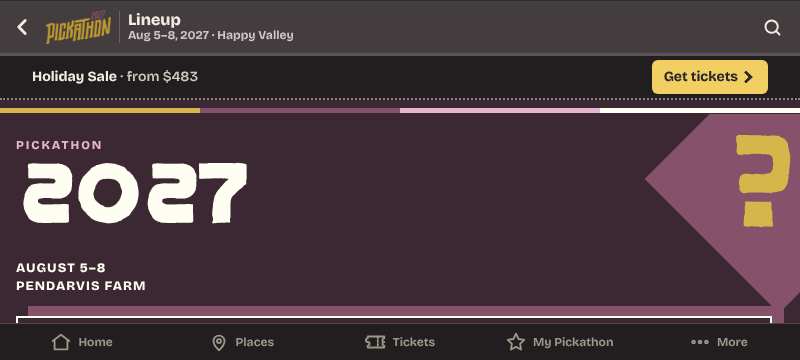 PICKATHON
Lineup
Aug 5–8, 2027 · Happy Valley
Holiday Sale · from $483
Get tickets
PICKATHON
2027
?
AUGUST 5–8
PENDARVIS FARM
Home
Places
Tickets
My Pickathon
More